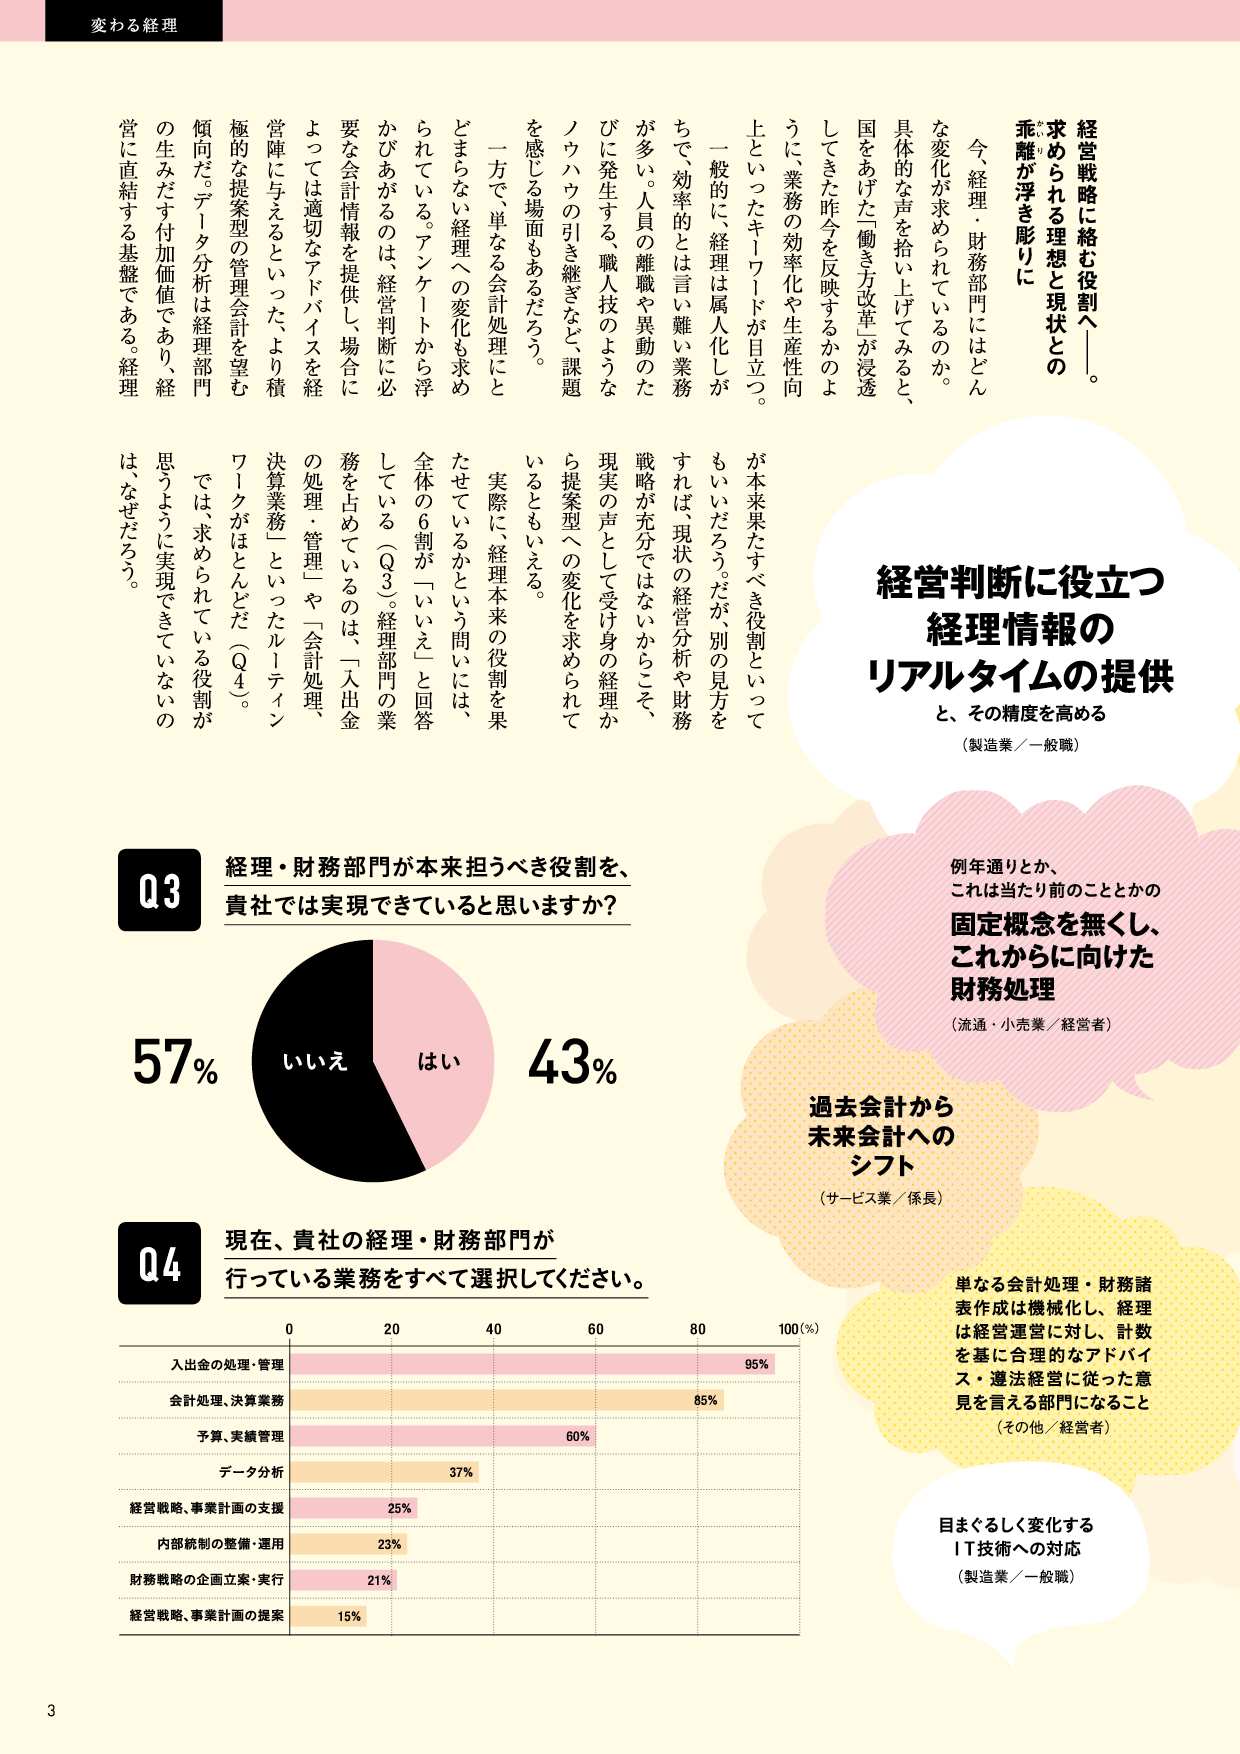 変わる経理
経営戦略に絡む役割へ――。
求められる理想と現状との
乖離が浮き彫りに
かいり
今、経理・財務部門にはどん
な変化が求められているのか。
具体的な声を拾い上げてみると、
国をあげた「働き方改革」が浸透
してきた昨今を反映するかのよ
うに、業務の効率化や生産性向
上といったキーワードが目立つ。
一般的に、経理は属人化しが
ちで、効率的とは言い難い業務
が多い。人員の離職や異動のた
びに発生する、職人技のような
ノウハウの引き継ぎなど、課題
を感じる場面もあるだろう。
一方で、単なる会計処理にと
どまらない経理への変化も求め
られている。アンケートから浮
かびあがるのは、経営判断に必
要な会計情報を提供し、場合に
よっては適切なアドバイスを経
営陣に与えるといった、より積
極的な提案型の管理会計を望む
傾向だ。データ分析は経理部門
の生みだす付加価値であり、経
営に直結する基盤である。経理
が本来果たすべき役割といって
もいいだろう。だが、別の見方を
すれば、現状の経営分析や財務
戦略が充分ではないからこそ、
現実の声として受け身の経理か
ら提案型への変化を求められて
いるともいえる。
実際に、経理本来の役割を果
たせているかという問いには、
全体の6割が「いいえ」と回答
している（Q3）。経理部門の業
務を占めているのは、「入出金
の処理・管理」や「会計処理、
決算業務」といったルーティン
ワークがほとんどだ（Q4）。
では、求められている役割が
思うように実現できていないの
は、なぜだろう。
経営判断に役立つ
経理情報の
リアルタイムの提供
と、その精度を高める
（製造業／一般職）
例年通りとか、
これは当たり前のこととかの
固定概念を無くし、
これからに向けた
財務処理
（流通・小売業／経営者）
過去会計から
未来会計への
シフト
（サービス業／係長）
単なる会計処理・財務諸
表作成は機械化し、経理
は経営運営に対し、計数
を基に合理的なアドバイ
ス・遵法経営に従った意
見を言える部門になること
（その他／経営者）
目まぐるしく変化する
IT技術への対応
（製造業／一般職）
Q3
経理・財務部門が本来担うべき役割を、
貴社では実現できていると思いますか？
57%
いいえ
はい
43%
Q4
現在、貴社の経理・財務部門が
行っている業務をすべて選択してください。
0 20 40 60 80 100(%)
入出金の処理・管理 95%
会計処理、決算業務 85%
予算、実績管理 60%
データ分析 37%
経営戦略、事業計画の支援 25%
内部統制の整備・運用 23%
財務戦略の企画立案・実行 21%
経営戦略、事業計画の提案 15%
3